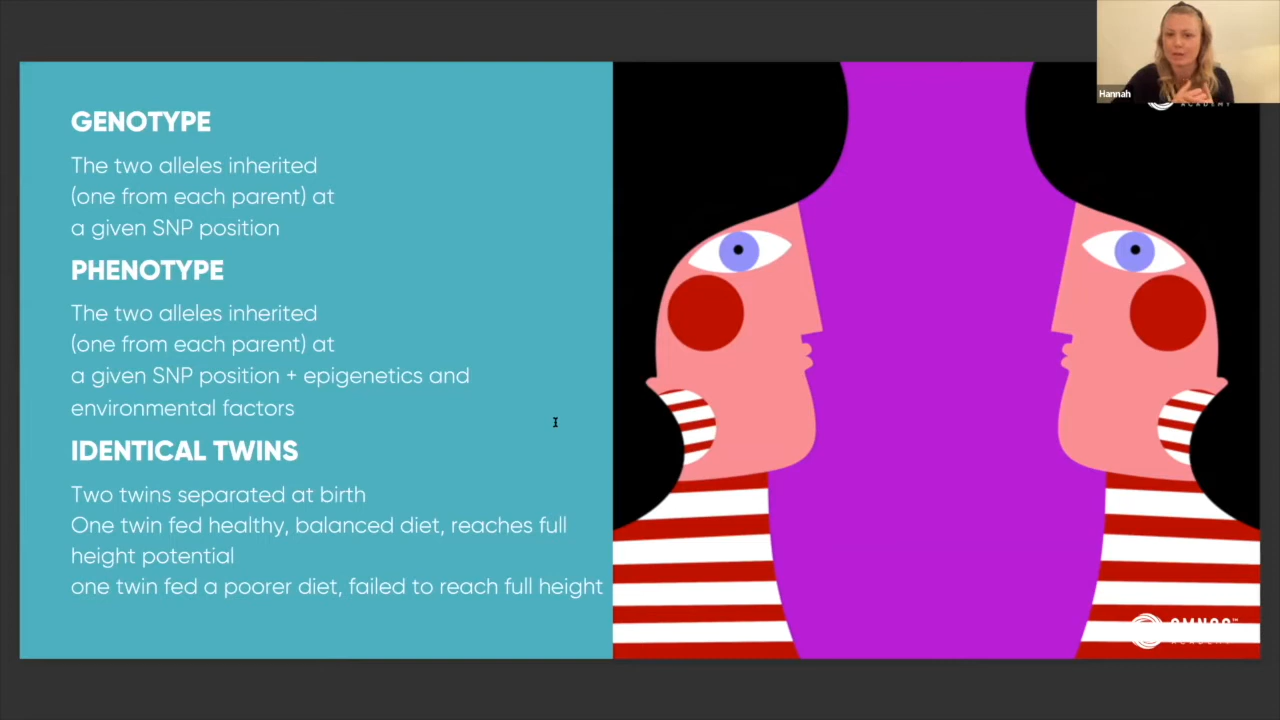 GENOTYPE
The two alleles inherited
(one from each parent) at
a given SNP position
PHENOTYPE
The two alleles inherited
(one from each parent) at
a given SNP position + epigenetics and
environmental factors
IDENTICAL TWINS
Two twins separated at birth
One twin fed healthy, balanced diet, reaches full
height potential
one twin fed a poorer diet, failed to reach full height
Hannah
ACADEMY
OMNOS™
ACADEMY